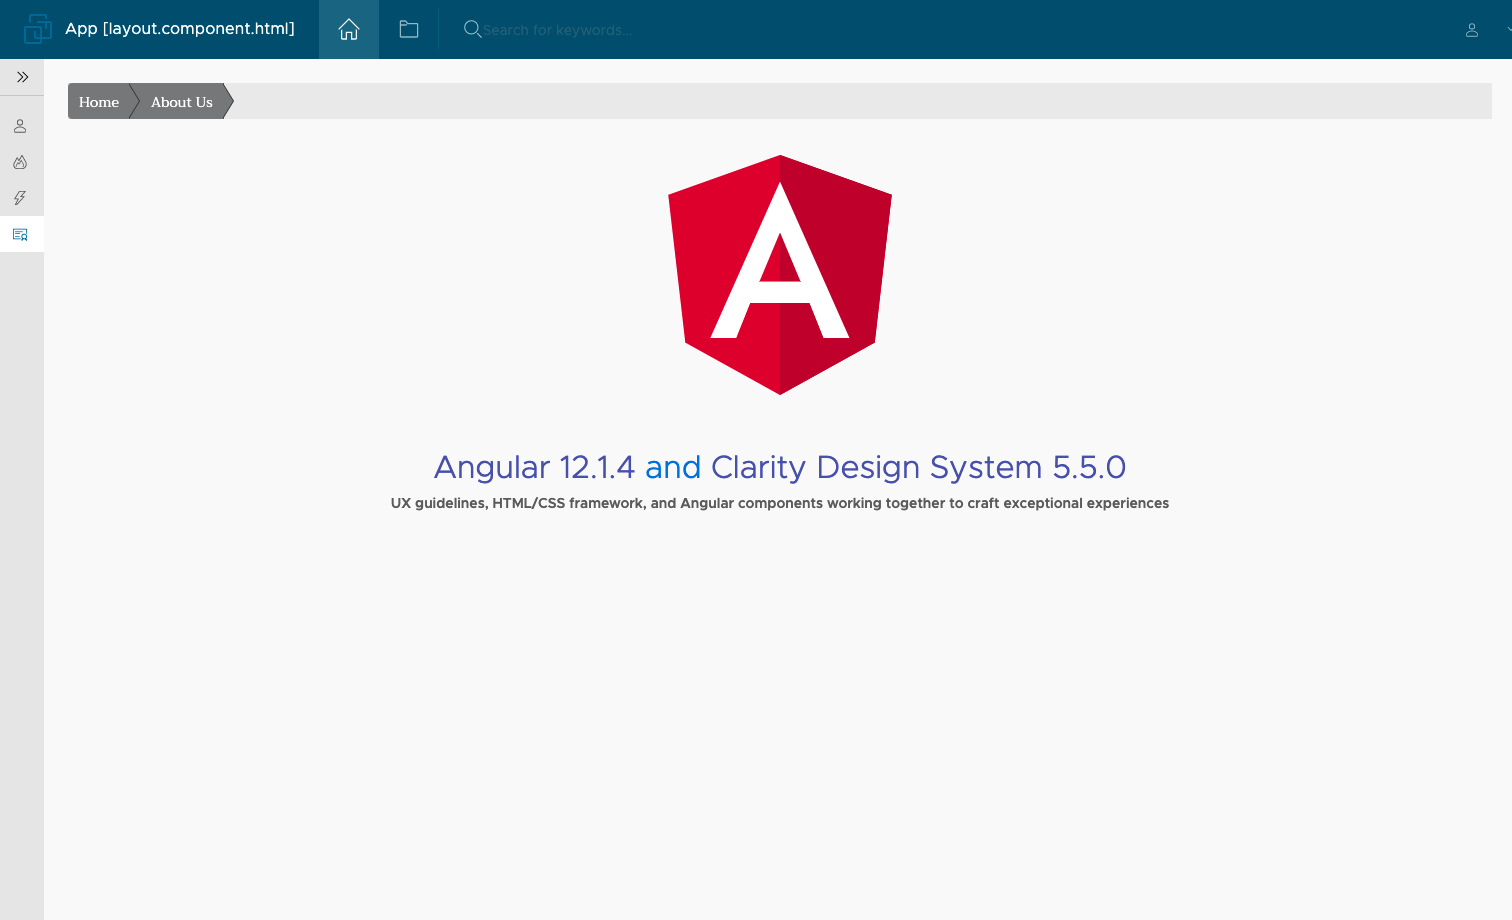 App [layout.component.html]
Search for keywords...
Home
About Us
Angular 12.1.4 and Clarity Design System 5.5.0
UX guidelines, HTML/CSS framework, and Angular components working together to craft exceptional experiences